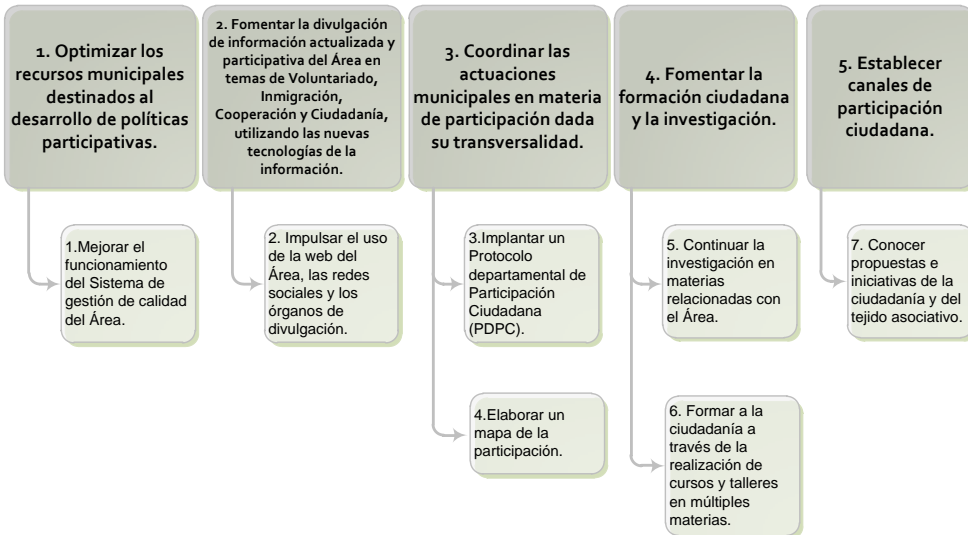 1. Optimizar los
recursos municipales
destinados al
desarrollo de políticas
participativas.
2. Fomentar la divulgación
de información actualizada y
participativa del Área en
temas de Voluntariado,
Inmigración,
Cooperación y Ciudadanía,
utilizando las nuevas
tecnologías de la
información.
3. Coordinar las
actuaciones
municipales en materia
de participación dada
su transversalidad.
4. Fomentar la
formación ciudadana
y la investigación.
5. Establecer
canales de
participación
ciudadana.
1.Mejorar el
funcionamiento
del Sistema de
gestión de calidad
del Área.
2. Impulsar el uso
de la web del
Área, las redes
sociales y los
órganos de
divulgación.
3.Implantar un
Protocolo
departamental de
Participación
Ciudadana
(PDPC).
5. Continuar la
investigación en
materias
relacionadas con
el Área.
7. Conocer
propuestas e
iniciativas de la
ciudadanía y del
tejido asociativo.
4.Elaborar un
mapa de la
participación.
6. Formar a la
ciudadanía a
través de la
realización de
cursos y talleres
en múltiples
materias.